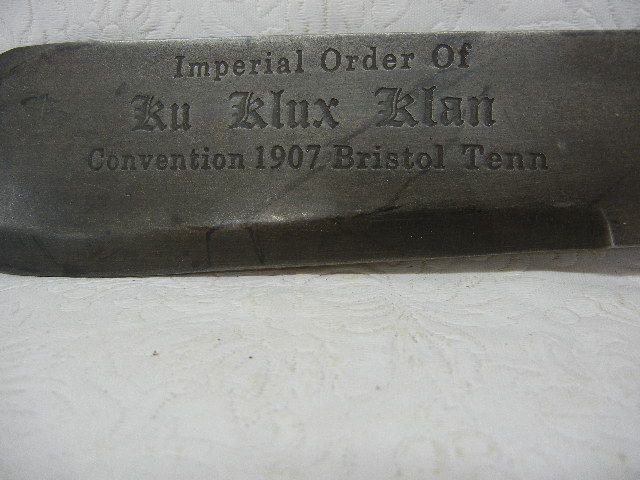 Imperial Order Of
Ku Klux Klan
Convention 1907 Bristol Tenn